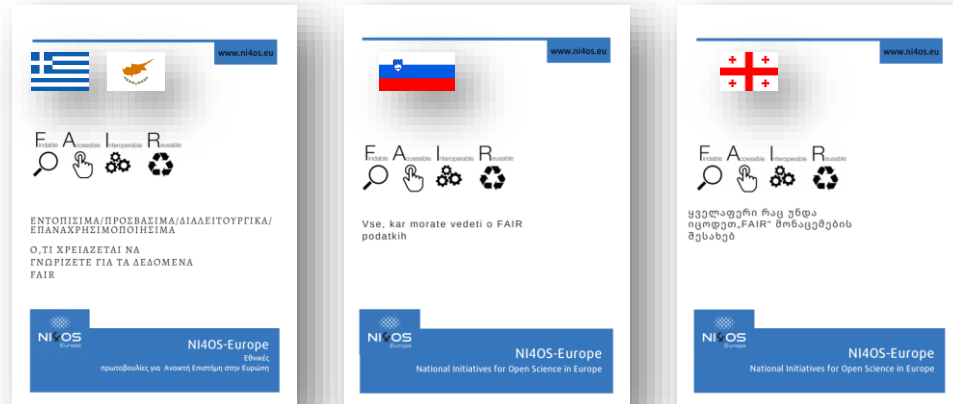 www.ni4os.eu
Findable Accessible Interoperable Reusable
ΕΝΤΟΠΙΣΙΜΑ/ΠΡΟΣΒΑΣΙΜΑ/ΔΙΑΛΕΙΤΟΥΡΓΙΚΑ/
ΕΠΑΝΑΧΡΗΣΙΜΟΠΟΙΗΣΙΜΑ
Ο,ΤΙ ΧΡΕΙΑΖΕΤΑΙ ΝΑ
ΓΝΩΡΙΖΕΤΕ ΓΙΑ ΤΑ ΔΕΔΟΜΕΝΑ
FAIR
NI4OS
Europe
NI4OS-Europe
Εθνικές
πρωτοβουλίες για Ανοικτή Επιστήμη στην Ευρώπη
www.ni4os.eu
Findable Accessible Interoperable Reusable
Vse, kar morate vedeti o FAIR
podatkih
NI4OS
Europe
NI4OS-Europe
National Initiatives for Open Science in Europe
www.ni4os.eu
Findable Accessible Interoperable Reusable
ყველაფერი რაც უნდა
იცოდეთ„FAIR“ მონაცემების
შესახებ
NI4OS
Europe
NI4OS-Europe
National Initiatives for Open Science in Europe